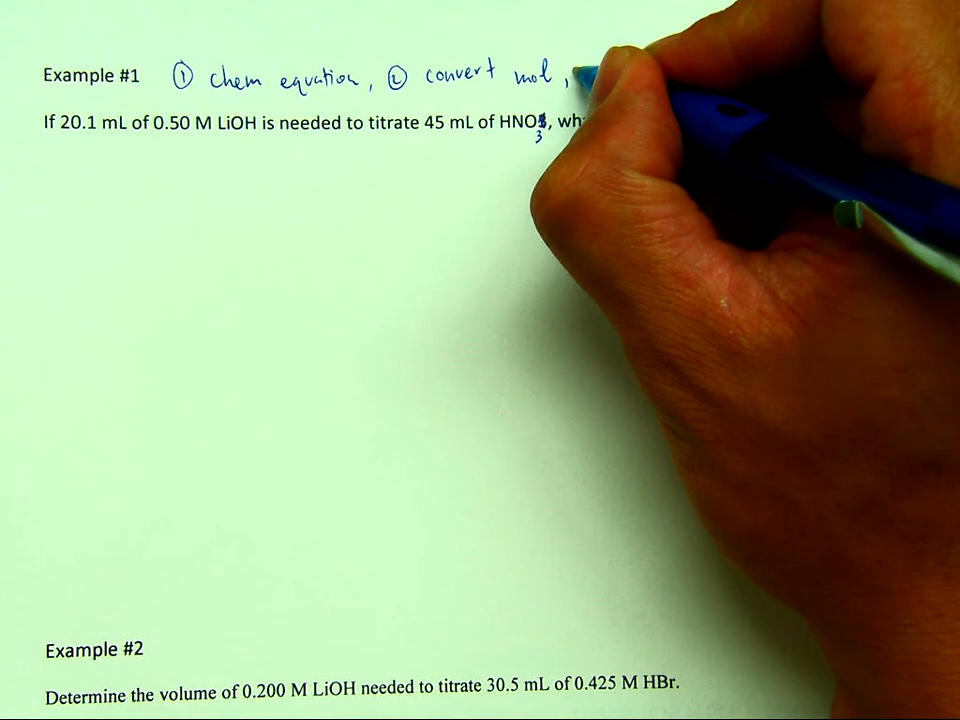 Example #1 ① chem equation, ② convert mol,
If 20.1 mL of 0.50 M LiOH is needed to titrate 45 mL of HNO3,
Example #2
Determine the volume of 0.200 M LiOH needed to titrate 30.5 mL of 0.425 M HBr.